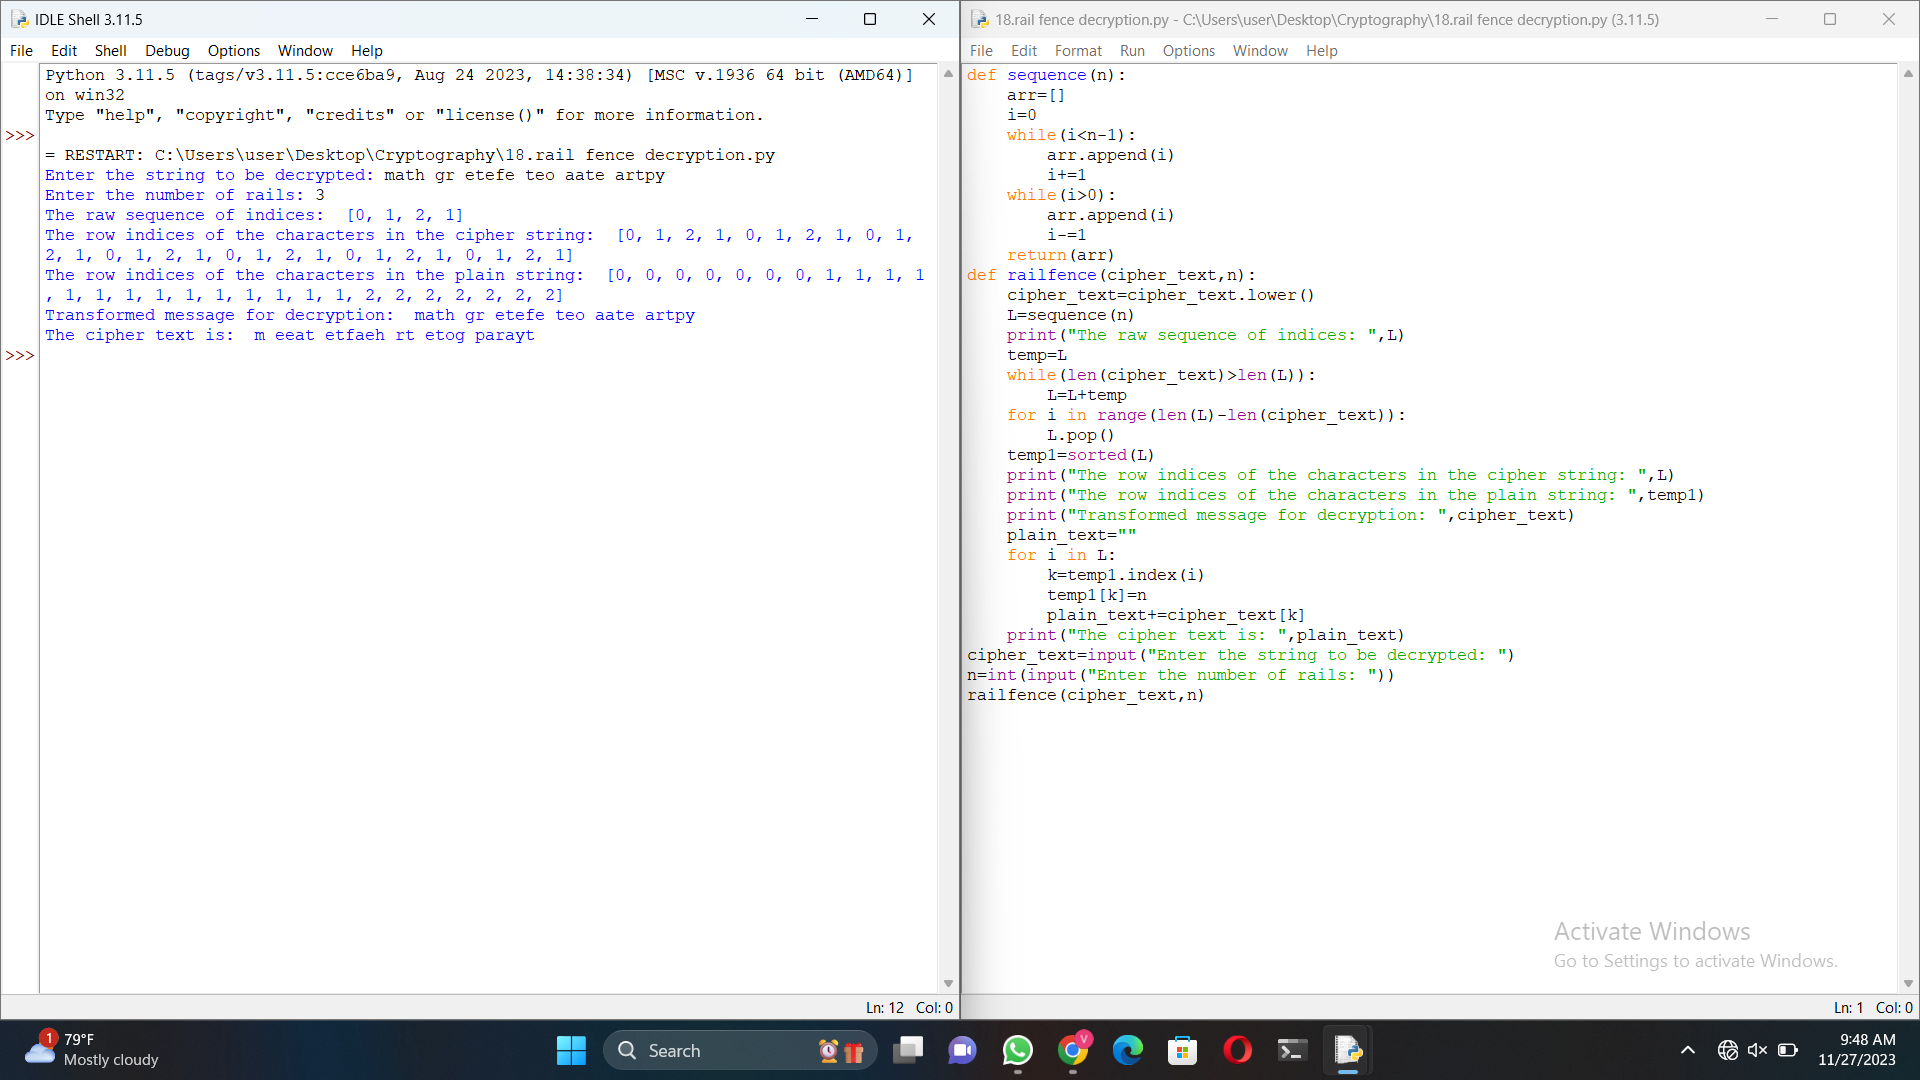 IDLE Shell 3.11.5
File Edit Shell Debug Options Window Help
Python 3.11.5 (tags/v3.11.5:cce6ba9, Aug 24 2023, 14:38:34) [MSC v.1936 64 bit (AMD64)]
on win32
Type "help", "copyright", "credits" or "license()" for more information.
>>>
= RESTART: C:\Users\user\Desktop\Cryptography\18.rail fence decryption.py
Enter the string to be decrypted: math gr etefe teo aate artpy
Enter the number of rails: 3
The raw sequence of indices:  [0, 1, 2, 1]
The row indices of the characters in the cipher string:  [0, 1, 2, 1, 0, 1, 2, 1, 0, 1,
2, 1, 0, 1, 2, 1, 0, 1, 2, 1, 0, 1, 2, 1, 0, 1, 2, 1]
The row indices of the characters in the plain string:  [0, 0, 0, 0, 0, 0, 0, 1, 1, 1, 1
, 1, 1, 1, 1, 1, 1, 1, 1, 1, 1, 2, 2, 2, 2, 2, 2, 2]
Transformed message for decryption:  math gr etefe teo aate artpy
The cipher text is:  m eeat etfaeh rt etog parayt
>>>
Ln: 12 Col: 0
18.rail fence decryption.py - C:\Users\user\Desktop\Cryptography\18.rail fence decryption.py (3.11.5)
File Edit Format Run Options Window Help
def sequence(n):
    arr=[]
    i=0
    while(i<n-1):
        arr.append(i)
        i+=1
    while(i>0):
        arr.append(i)
        i-=1
    return(arr)
def railfence(cipher_text,n):
    cipher_text=cipher_text.lower()
    L=sequence(n)
    print("The raw sequence of indices: ",L)
    temp=L
    while(len(cipher_text)>len(L)):
        L=L+temp
    for i in range(len(L)-len(cipher_text)):
        L.pop()
    temp1=sorted(L)
    print("The row indices of the characters in the cipher string: ",L)
    print("The row indices of the characters in the plain string: ",temp1)
    print("Transformed message for decryption: ",cipher_text)
    plain_text=""
    for i in L:
        k=temp1.index(i)
        temp1[k]=n
        plain_text+=cipher_text[k]
    print("The cipher text is: ",plain_text)
cipher_text=input("Enter the string to be decrypted: ")
n=int(input("Enter the number of rails: "))
railfence(cipher_text,n)
Activate Windows
Go to Settings to activate Windows.
Ln: 1 Col: 0
1
79°F
Mostly cloudy
Search
V
9:48 AM
11/27/2023